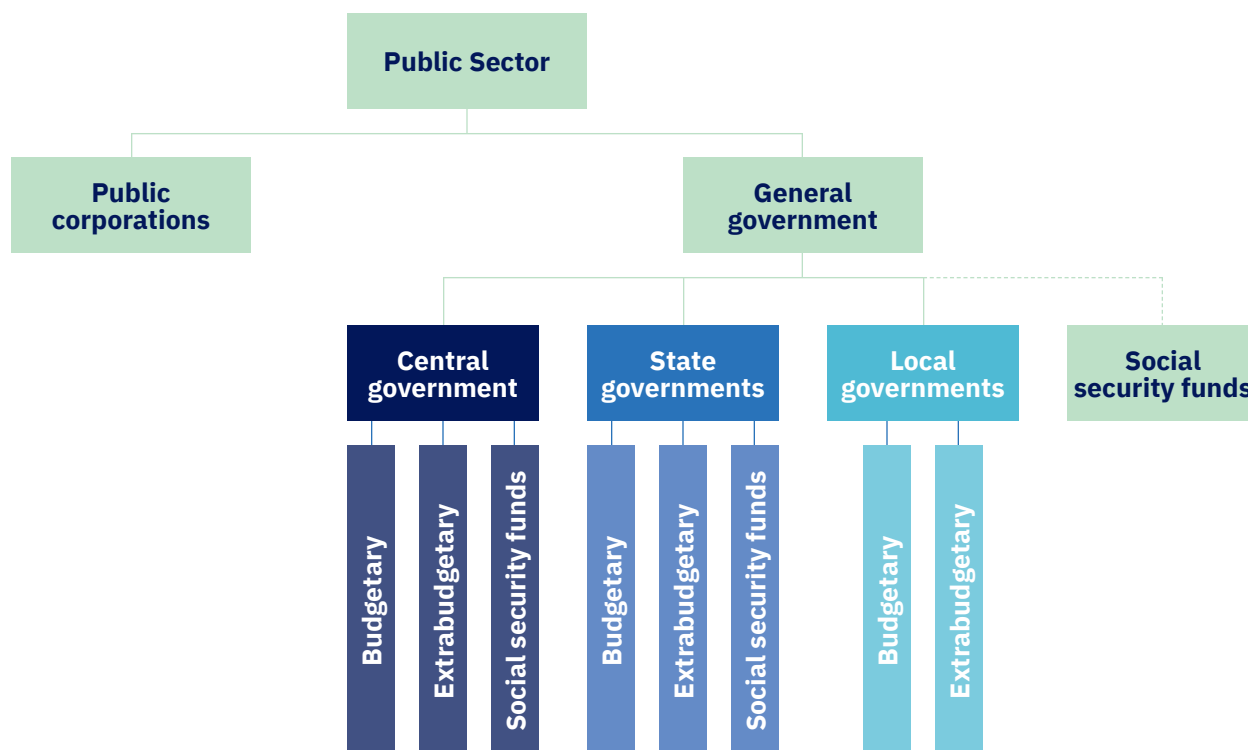 Public Sector
Public
corporations
General
government
Central
government
State
governments
Local
governments
Social
security funds
Budgetary
Extrabudgetary
Social security funds
Budgetary
Extrabudgetary
Social security funds
Budgetary
Extrabudgetary